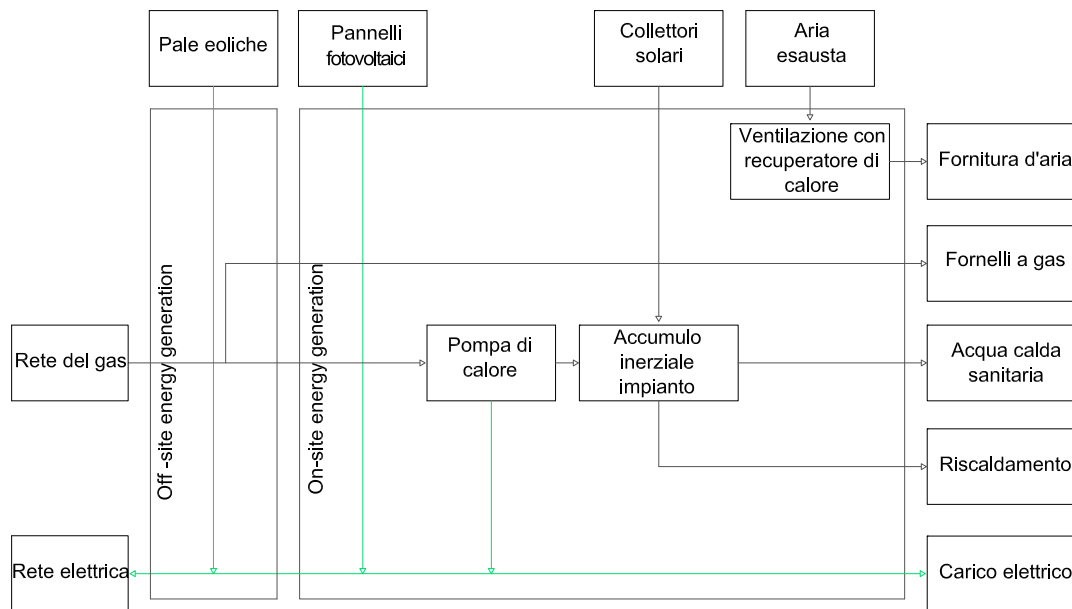 Pale eoliche
Pannelli
fotovoltaici
Collettori
solari
Aria
esausta
Ventilazione con
recuperatore di
calore
Fornitura d'aria
Fornelli a gas
Off -site energy generation
On-site energy generation
Rete del gas
Pompa di
calore
Accumulo
inerziale
impianto
Acqua calda
sanitaria
Riscaldamento
Rete elettrica
Carico elettrico